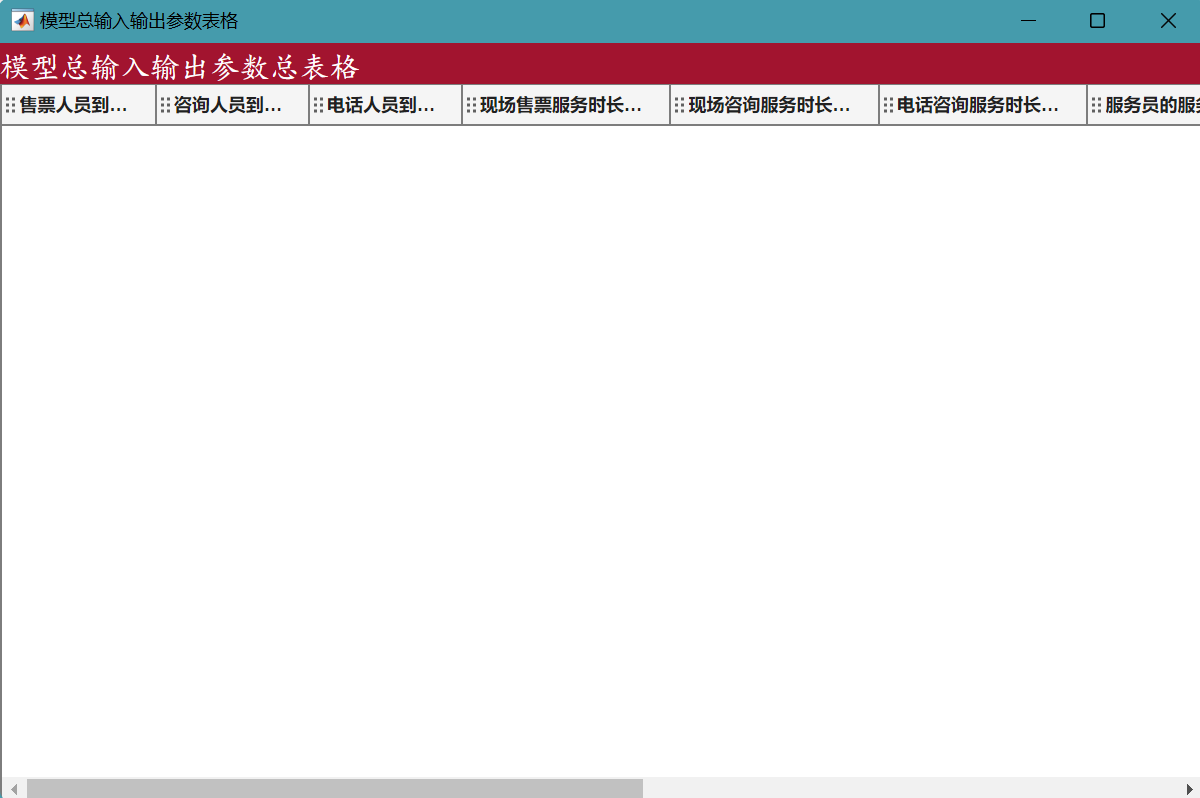 模型总输入输出参数表格
模型总输入输出参数总表格
售票人员到... 咨询人员到... 电话人员到... 现场售票服务时长... 现场咨询服务时长... 电话咨询服务时长... 服务员的服务